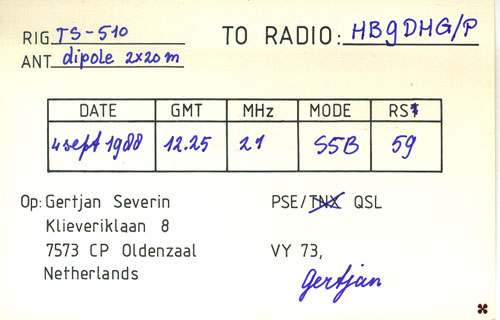 RIG TS-510 TO RADIO: HB9DHG/P
ANT dipole 2x20m
DATE GMT MHz MODE RST
4 sept 1988 12.25 21 SSB 59
Op: Gertjan Severin PSE/TNX QSL
Klieveriklaan 8
7573 CP Oldenzaal VY 73,
Netherlands Gertjan